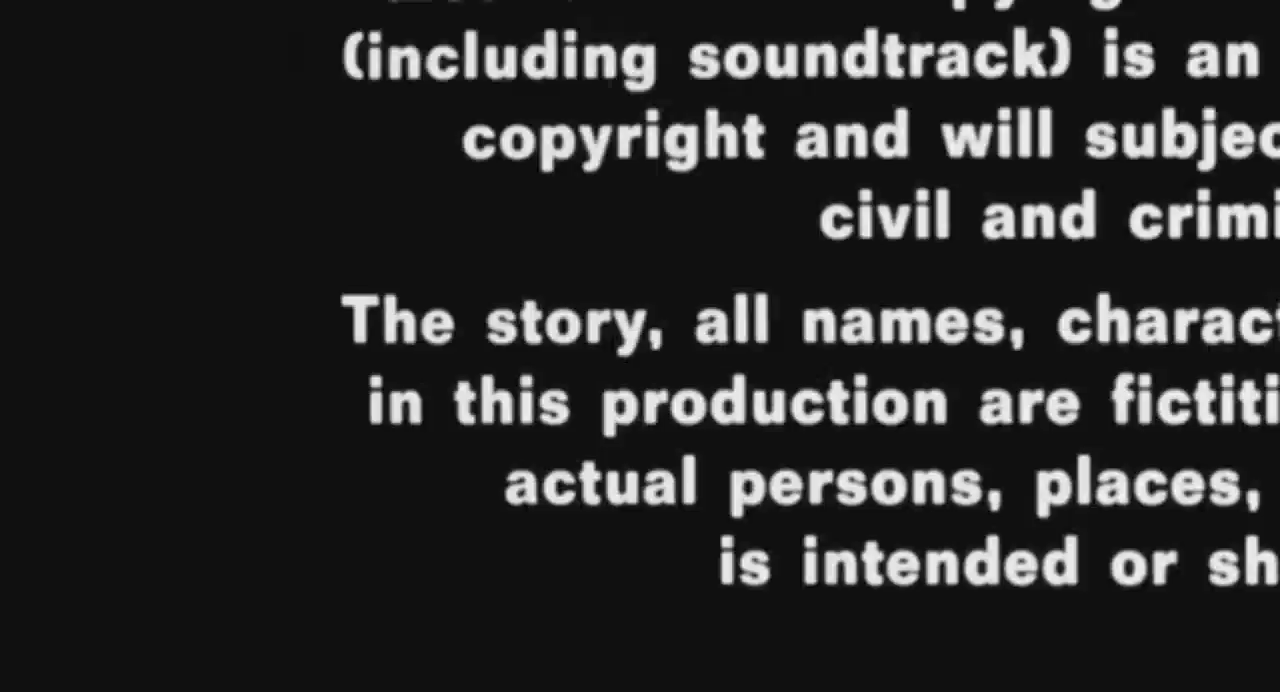 (including soundtrack) is an
copyright and will subjec
civil and crimi
The story, all names, charact
in this production are fictiti
actual persons, places,
is intended or sh